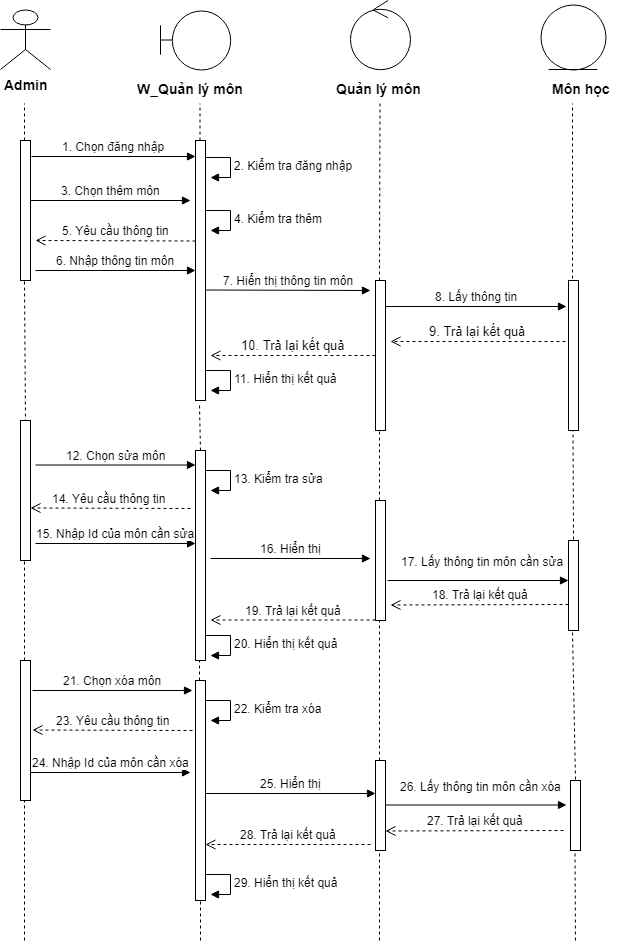 Admin
W_Quản lý môn
Quản lý môn
Môn học
1. Chọn đăng nhập
2. Kiểm tra đăng nhập
3. Chọn thêm môn
4. Kiểm tra thêm
5. Yêu cầu thông tin
6. Nhập thông tin môn
7. Hiển thị thông tin môn
8. Lấy thông tin
9. Trả lại kết quả
10. Trả lại kết quả
11. Hiển thị kết quả
12. Chọn sửa môn
13. Kiểm tra sửa
14. Yêu cầu thông tin
15. Nhập Id của môn cần sửa
16. Hiển thị
17. Lấy thông tin môn cần sửa
18. Trả lại kết quả
19. Trả lại kết quả
20. Hiển thị kết quả
21. Chọn xóa môn
22. Kiểm tra xóa
23. Yêu cầu thông tin
24. Nhập Id của môn cần xóa
25. Hiển thị
26. Lấy thông tin môn cần xóa
27. Trả lại kết quả
28. Trả lại kết quả
29. Hiển thị kết quả